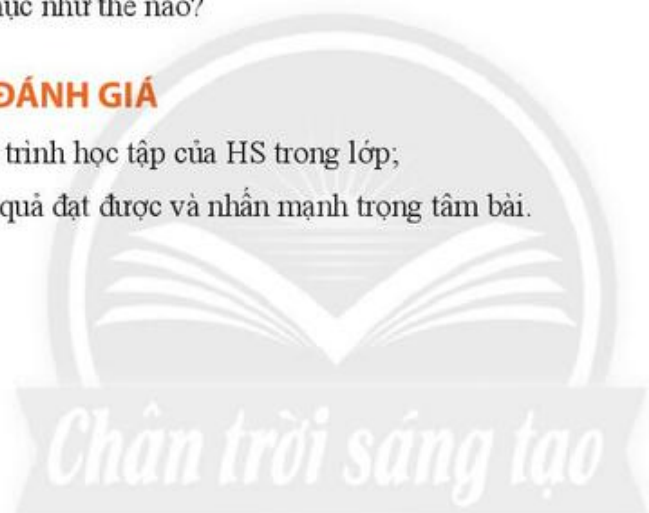 như thế nào?
ĐÁNH GIÁ
trình học tập của HS trong lớp;
quả đạt được và nhấn mạnh trọng tâm bài.
Chân trời sáng tạo